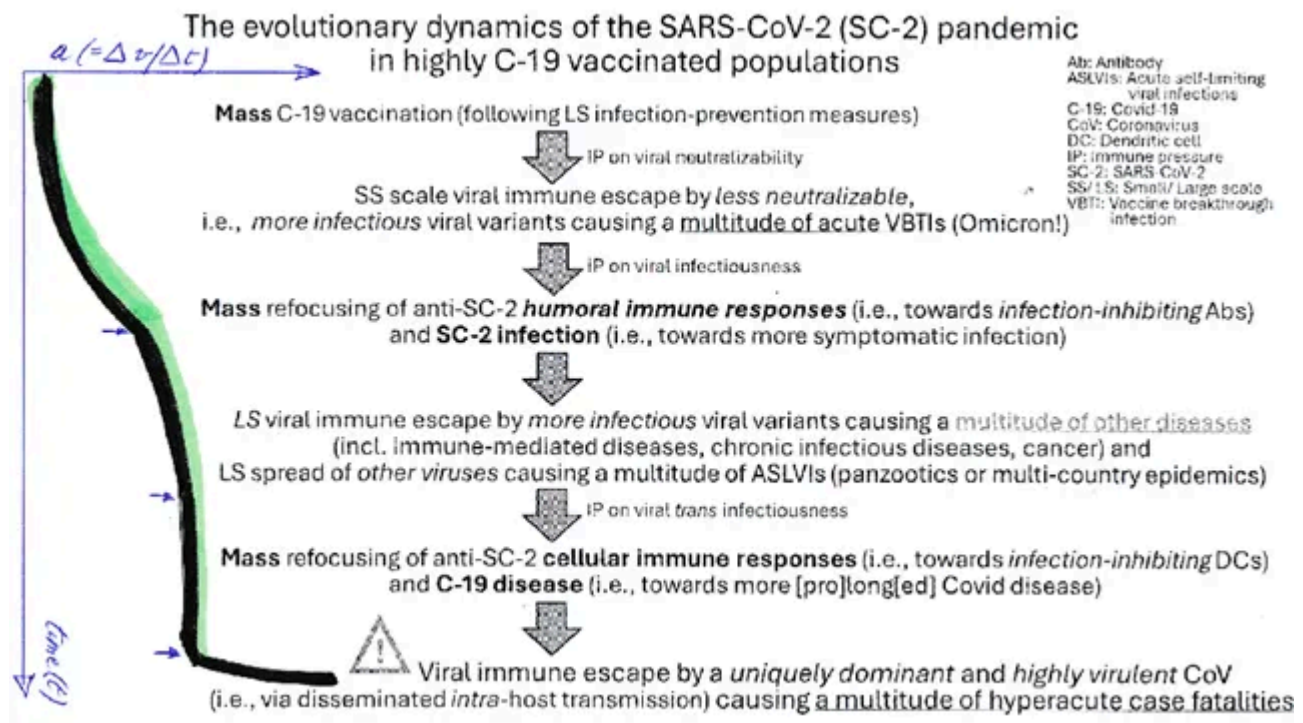 The evolutionary dynamics of the SARS-CoV-2 (SC-2) pandemic
in highly C-19 vaccinated populations
a (=Δv/Δt)
Ab: Antibody
ASLVIs: Acute self-limiting
viral infections
C-19: Covid-19
CoV: Coronavirus
DC: Dendritic cell
IP: Immune pressure
SC-2: SARS-CoV-2
SS/LS: Small/Large scale
VBTI: Vaccine breakthrough
infection
Mass C-19 vaccination (following LS infection-prevention measures)
IP on viral neutralizability
SS scale viral immune escape by less neutralizable,
i.e., more infectious viral variants causing a multitude of acute VBTIs (Omicron!)
IP on viral infectiousness
Mass refocusing of anti-SC-2 humoral immune responses (i.e., towards infection-inhibiting Abs)
and SC-2 infection (i.e., towards more symptomatic infection)
LS viral immune escape by more infectious viral variants causing a multitude of other diseases
(incl. immune-mediated diseases, chronic infectious diseases, cancer) and
LS spread of other viruses causing a multitude of ASLVIs (panzootics or multi-country epidemics)
IP on viral trans infectiousness
Mass refocusing of anti-SC-2 cellular immune responses (i.e., towards infection-inhibiting DCs)
and C-19 disease (i.e., towards more [pro]long[ed] Covid disease)
time(t)
!
Viral immune escape by a uniquely dominant and highly virulent CoV
(i.e., via disseminated intra-host transmission) causing a multitude of hyperacute case fatalities